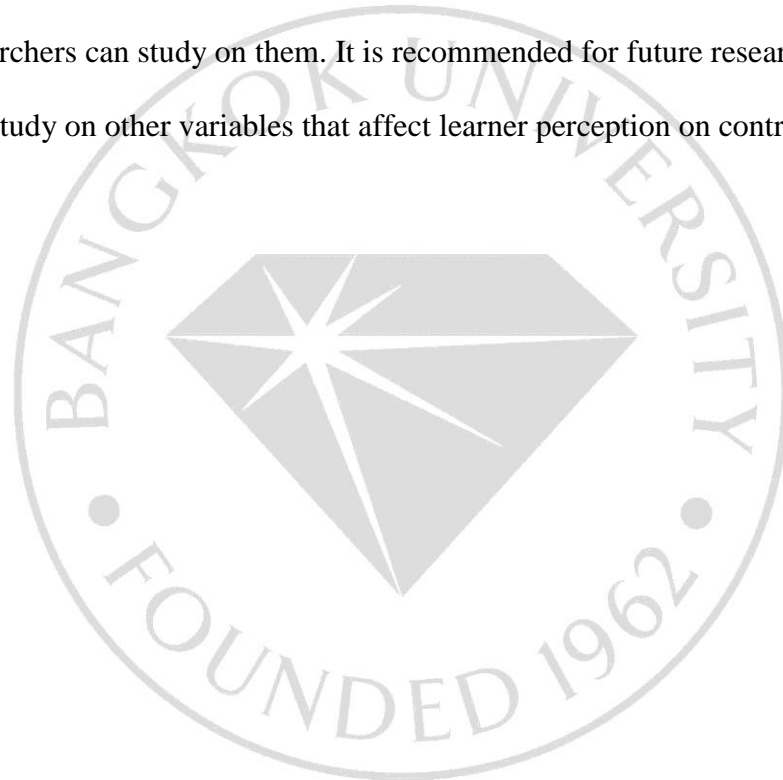 rchers can study on them. It is recommended for future resear
tudy on other variables that affect learner perception on contr
BANGKOK UNIVERSITY
• FOUNDED 1962 •